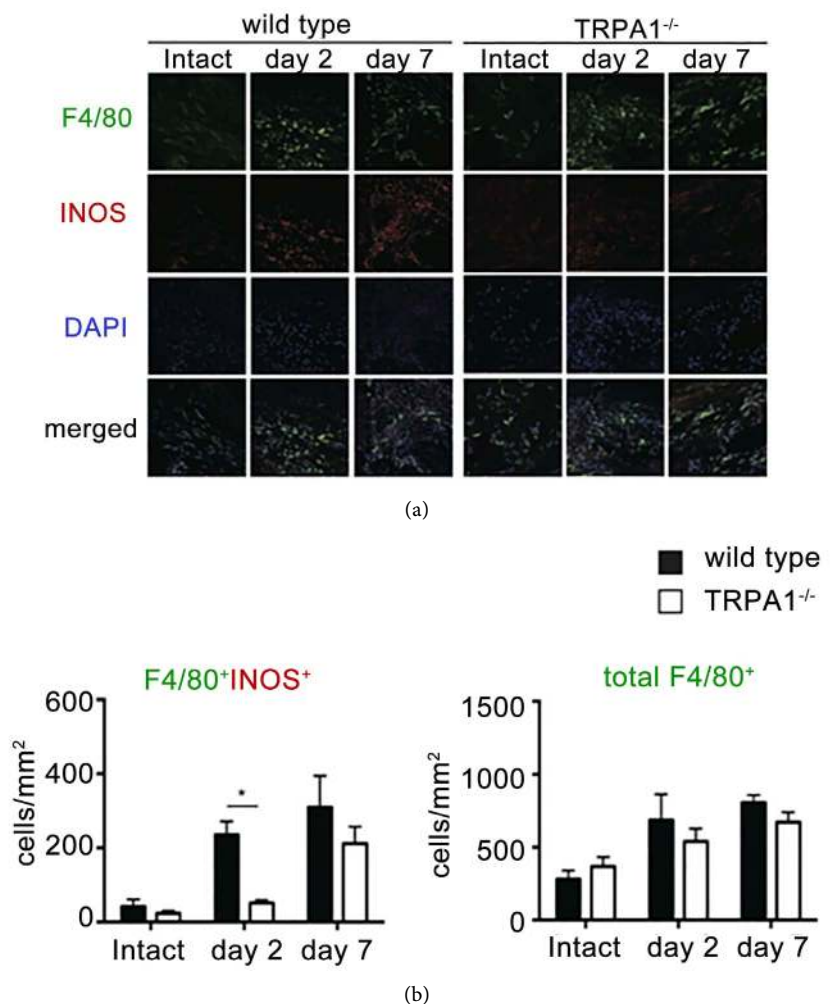 wild type TRPA1⁻/⁻
Intact day 2 day 7 Intact day 2 day 7
F4/80
INOS
DAPI
merged
(a)
wild type
TRPA1⁻/⁻
F4/80⁺INOS⁺
600
400
200
0
cells/mm²
*
Intact day 2 day 7
total F4/80⁺
1500
1000
500
0
cells/mm²
Intact day 2 day 7
(b)